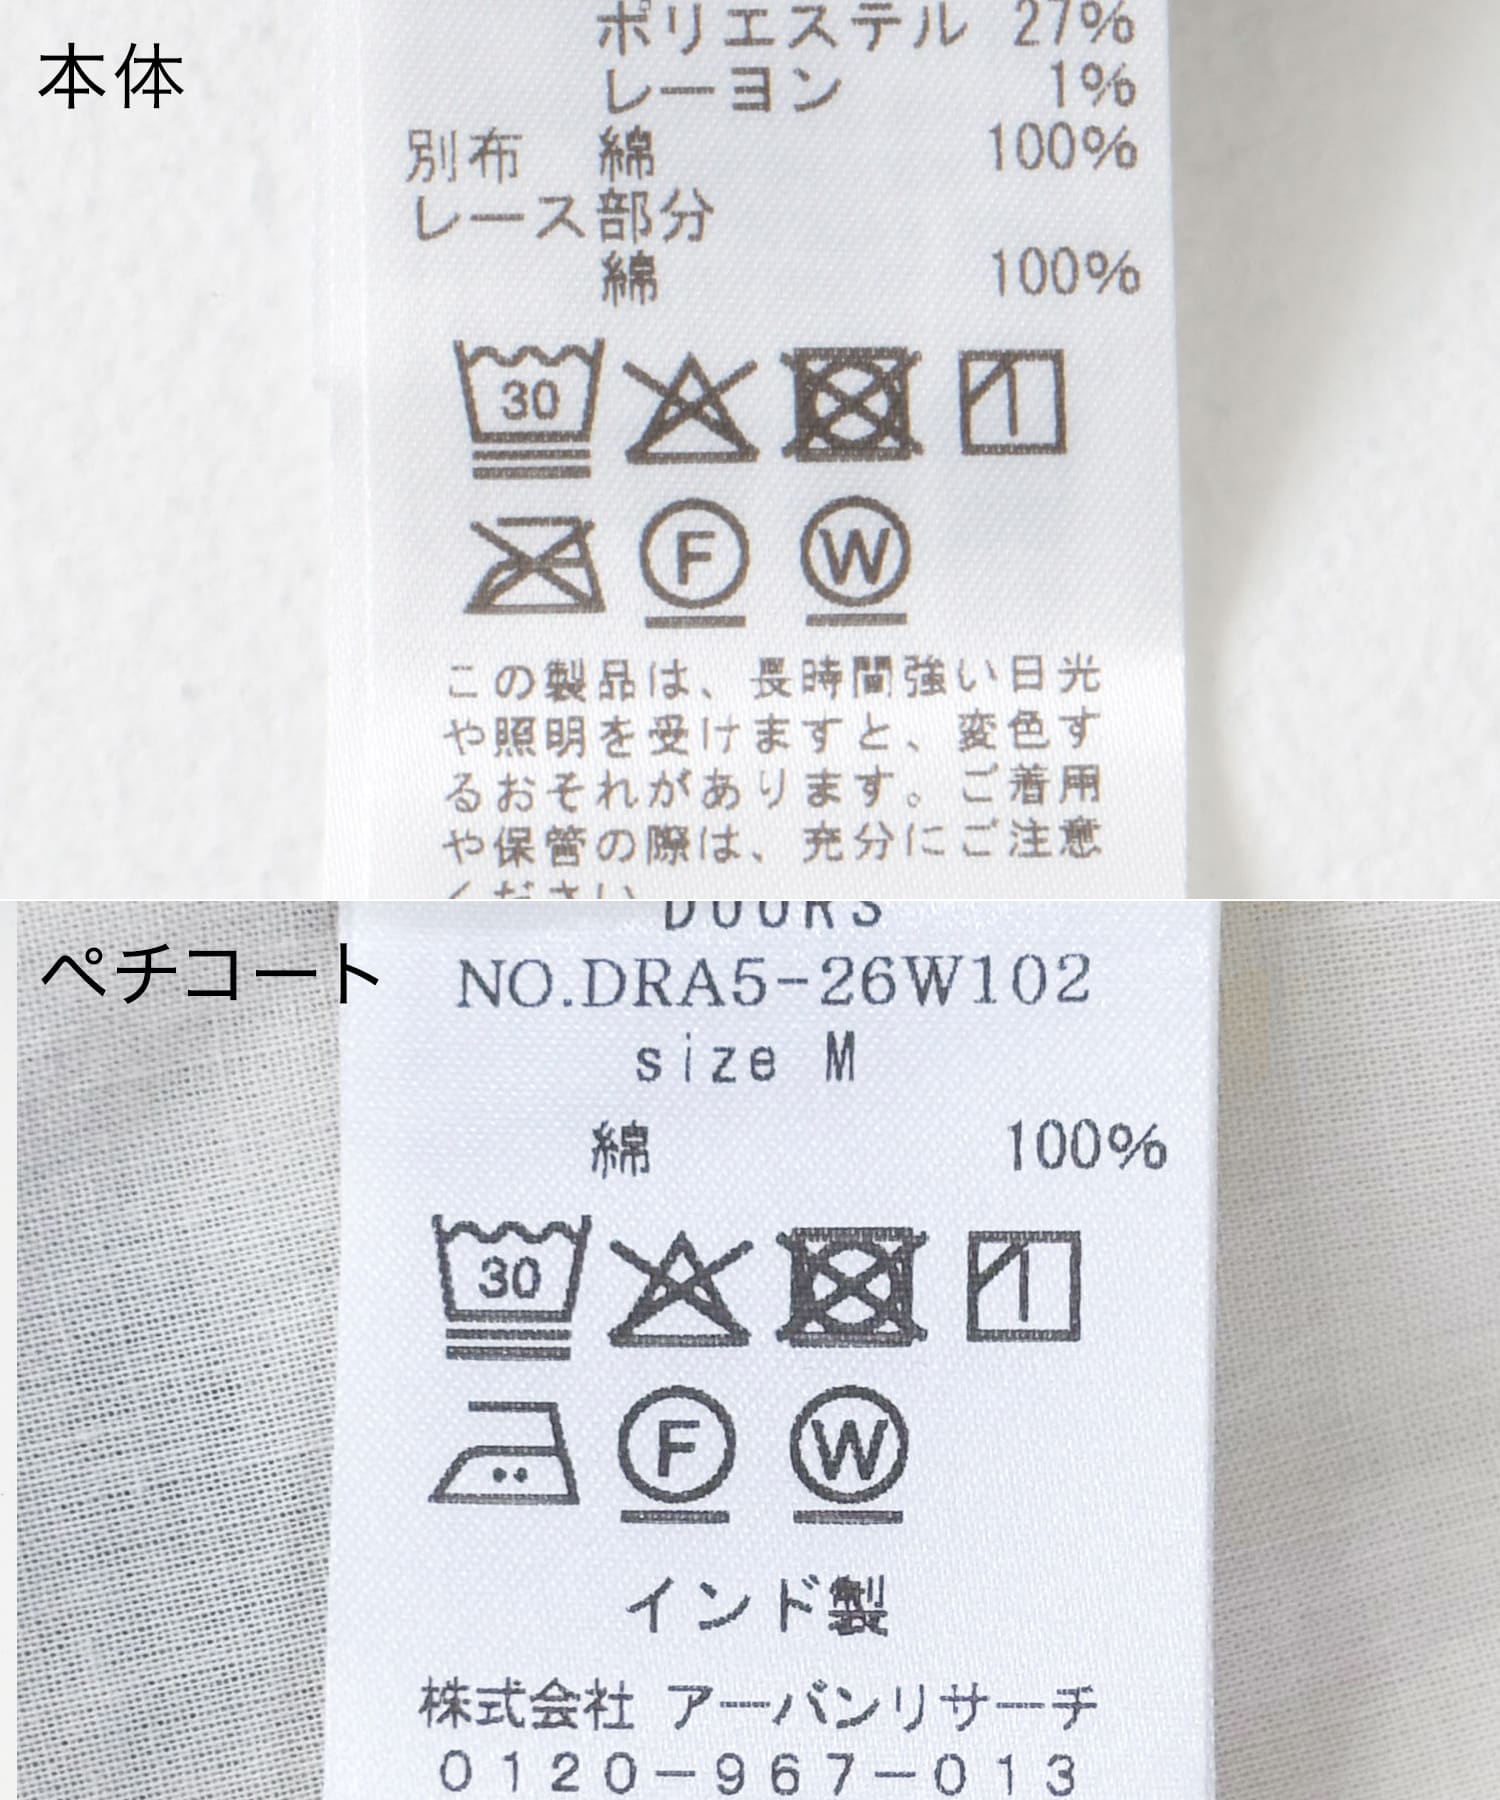 本体
ポリエステル 27%
レーヨン 1%
別布 綿 100%
レース部分
綿 100%
30
F W
この製品は、長時間強い日光
や照明を受けますと、変色す
るおそれがあります。ご着用
や保管の際は、充分にご注意
ください
ペチコート
DOORS
NO.DRA5-26W102
size M
綿 100%
30
F W
インド製
株式会社 アーバンリサーチ
0120-967-013